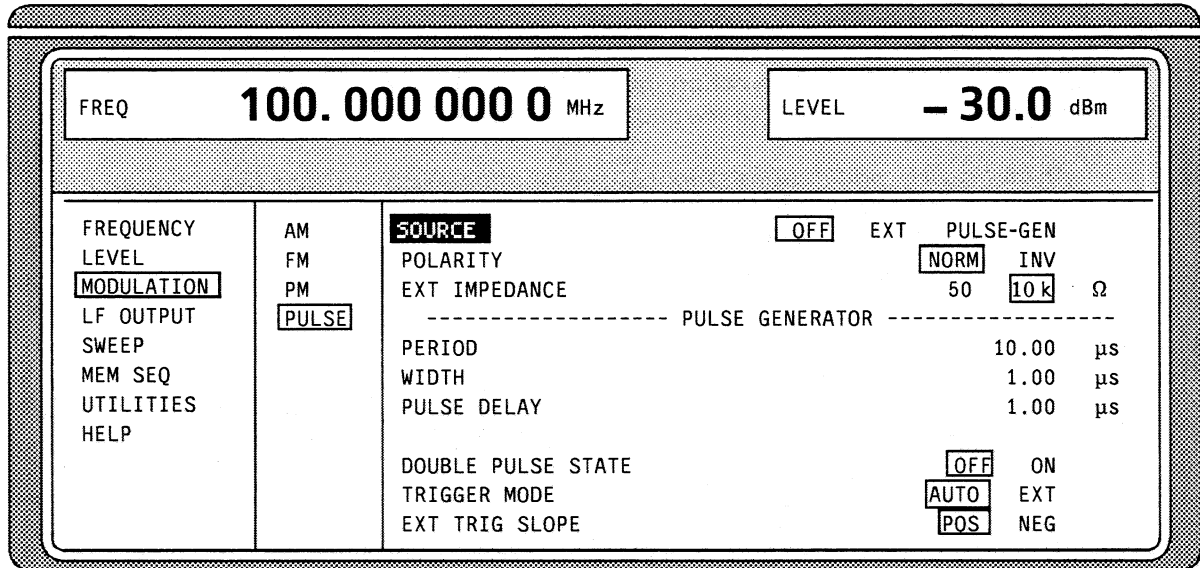 FREQ 100. 000 000 0 MHz
LEVEL – 30.0 dBm
FREQUENCY
LEVEL
MODULATION
LF OUTPUT
SWEEP
MEM SEQ
UTILITIES
HELP
AM
FM
PM
PULSE
SOURCE OFF EXT PULSE-GEN
POLARITY NORM INV
EXT IMPEDANCE 50 10 k Ω
------------------- PULSE GENERATOR ------------------
PERIOD 10.00 µs
WIDTH 1.00 µs
PULSE DELAY 1.00 µs
DOUBLE PULSE STATE OFF ON
TRIGGER MODE AUTO EXT
EXT TRIG SLOPE POS NEG